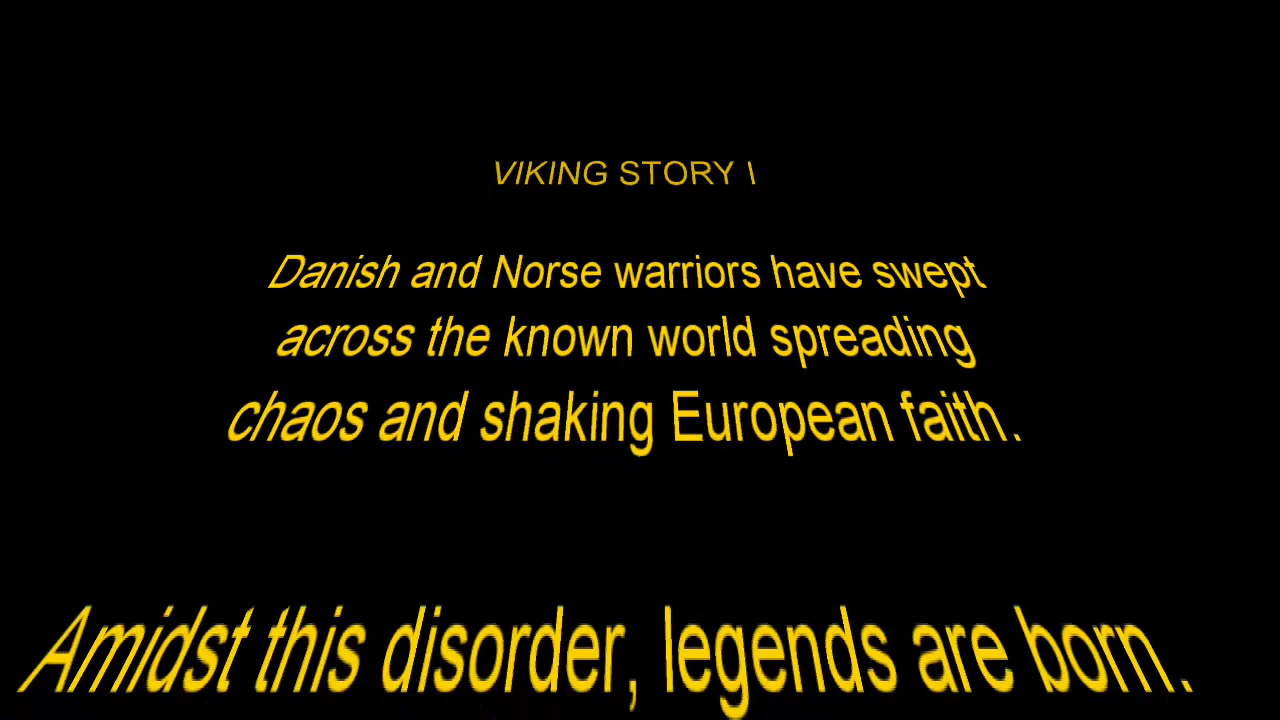 VIKING STORY I
Danish and Norse warriors have swept
across the known world spreading
chaos and shaking European faith.
Amidst this disorder, legends are born.